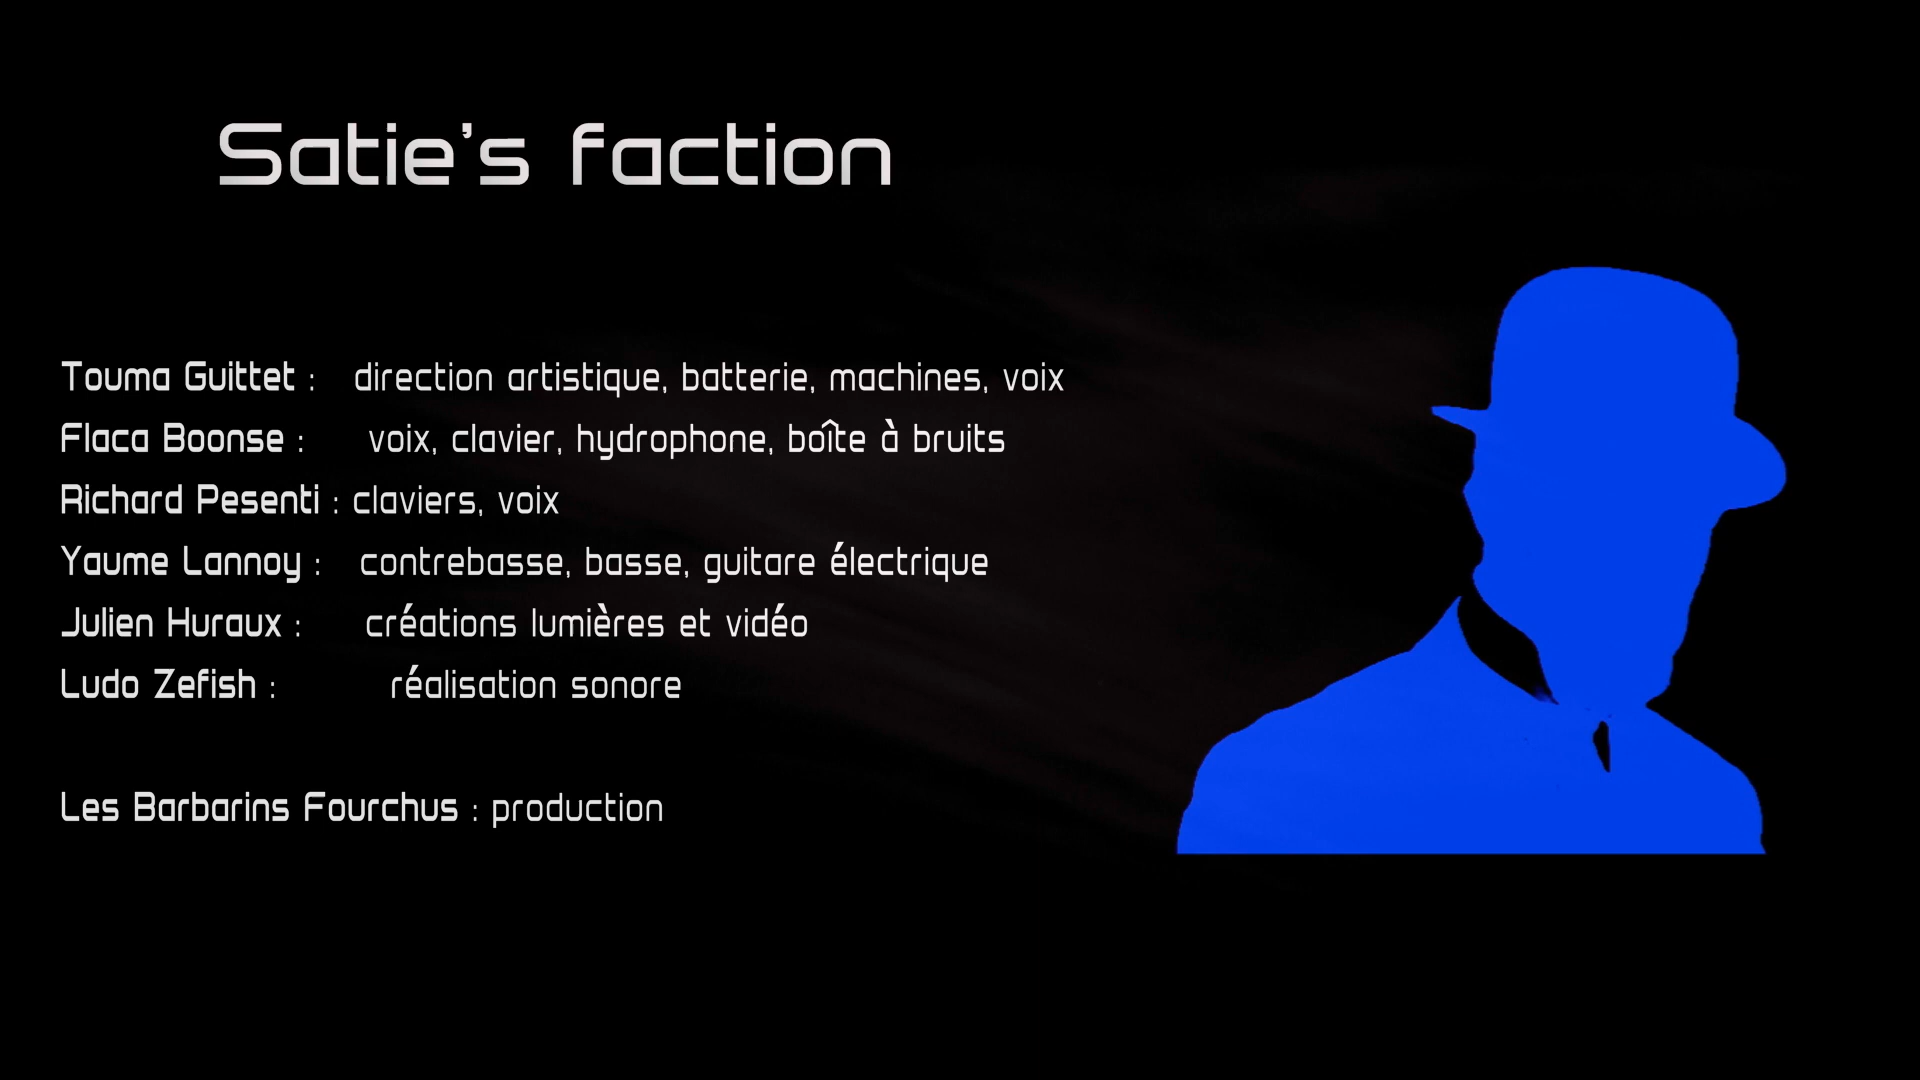 Satie’s faction
Touma Guittet : direction artistique, batterie, machines, voix
Flaca Boonse : voix, clavier, hydrophone, boîte à bruits
Richard Pesenti : claviers, voix
Yaume Lannoy : contrebasse, basse, guitare électrique
Julien Huraux : créations lumières et vidéo
Ludo Zefish : réalisation sonore
Les Barbarins Fourchus : production